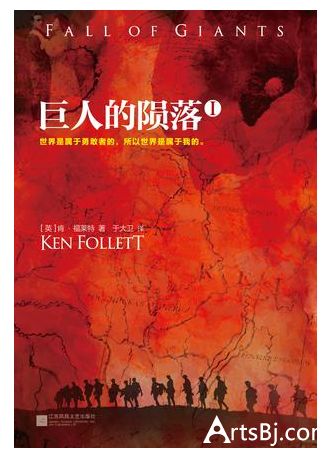 FALL OF GIANTS
巨人的陨落 I
世界是属于勇敢者的，所以世界是属于我的。
[英]肯·福莱特 著 于大卫 译
KEN FOLLETT
江苏凤凰文艺出版社
ArtsBj.com